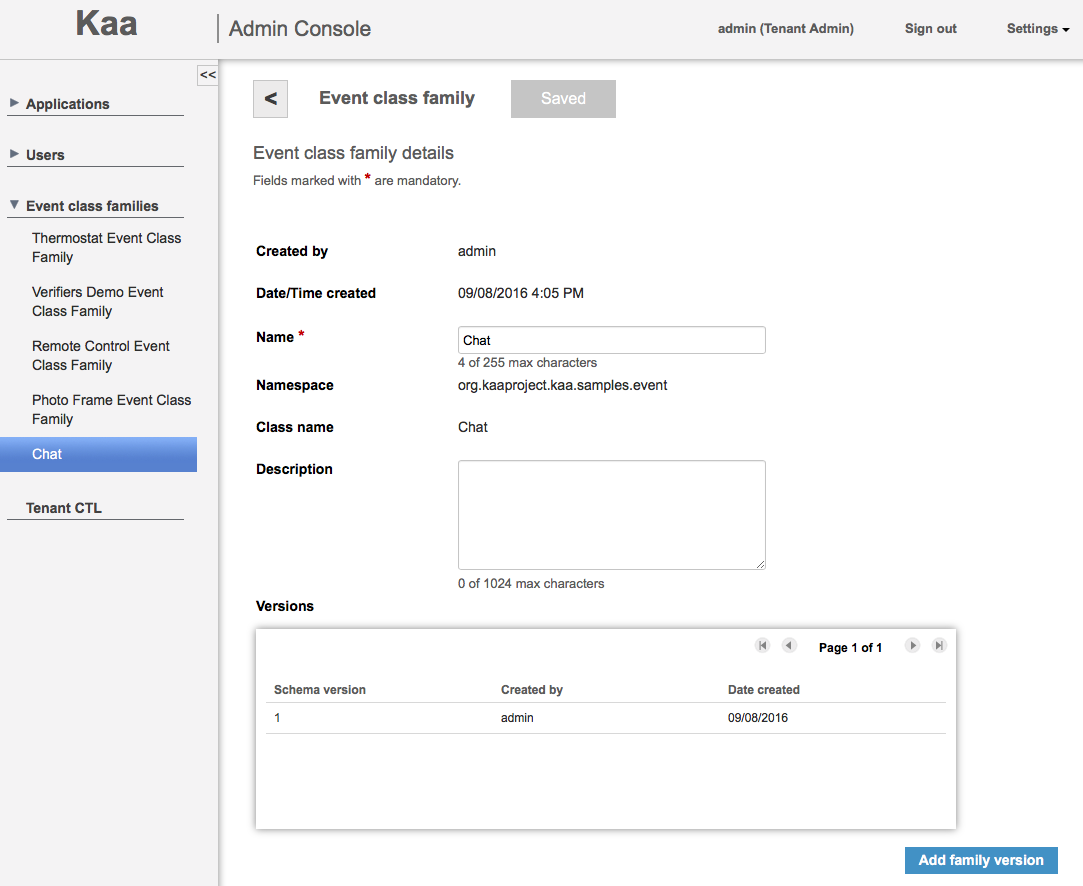 Kaa
Admin Console
admin (Tenant Admin)
Sign out
Settings
<<
Applications
Users
Event class families
Thermostat Event Class
Family
Verifiers Demo Event
Class Family
Remote Control Event
Class Family
Photo Frame Event Class
Family
Chat
Tenant CTL
<
Event class family
Saved
Event class family details
Fields marked with * are mandatory.
Created by
admin
Date/Time created
09/08/2016 4:05 PM
Name *
Chat
4 of 255 max characters
Namespace
org.kaaproject.kaa.samples.event
Class name
Chat
Description
0 of 1024 max characters
Versions
Page 1 of 1
Schema version
Created by
Date created
1
admin
09/08/2016
Add family version